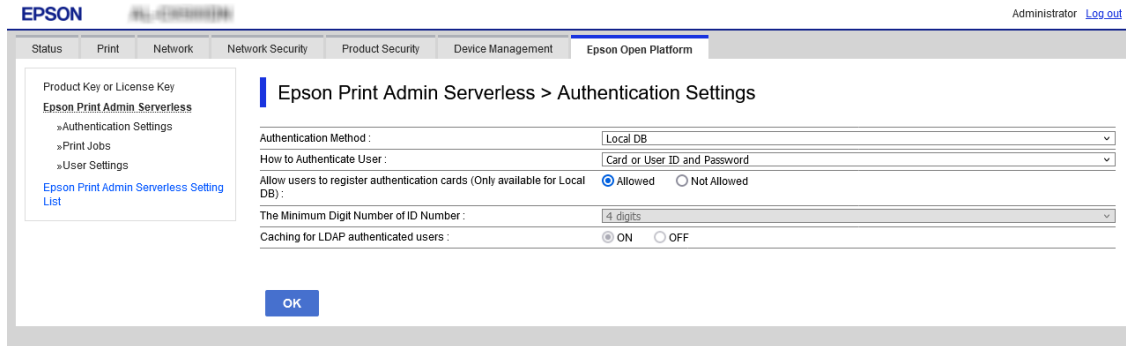 EPSON
Administrator Log out
Status Print Network Network Security Product Security Device Management Epson Open Platform
Product Key or License Key
Epson Print Admin Serverless
»Authentication Settings
»Print Jobs
»User Settings
Epson Print Admin Serverless Setting
List
Epson Print Admin Serverless > Authentication Settings
Authentication Method : Local DB
How to Authenticate User : Card or User ID and Password
Allow users to register authentication cards (Only available for Local
DB) : Allowed Not Allowed
The Minimum Digit Number of ID Number : 4 digits
Caching for LDAP authenticated users : ON OFF
OK